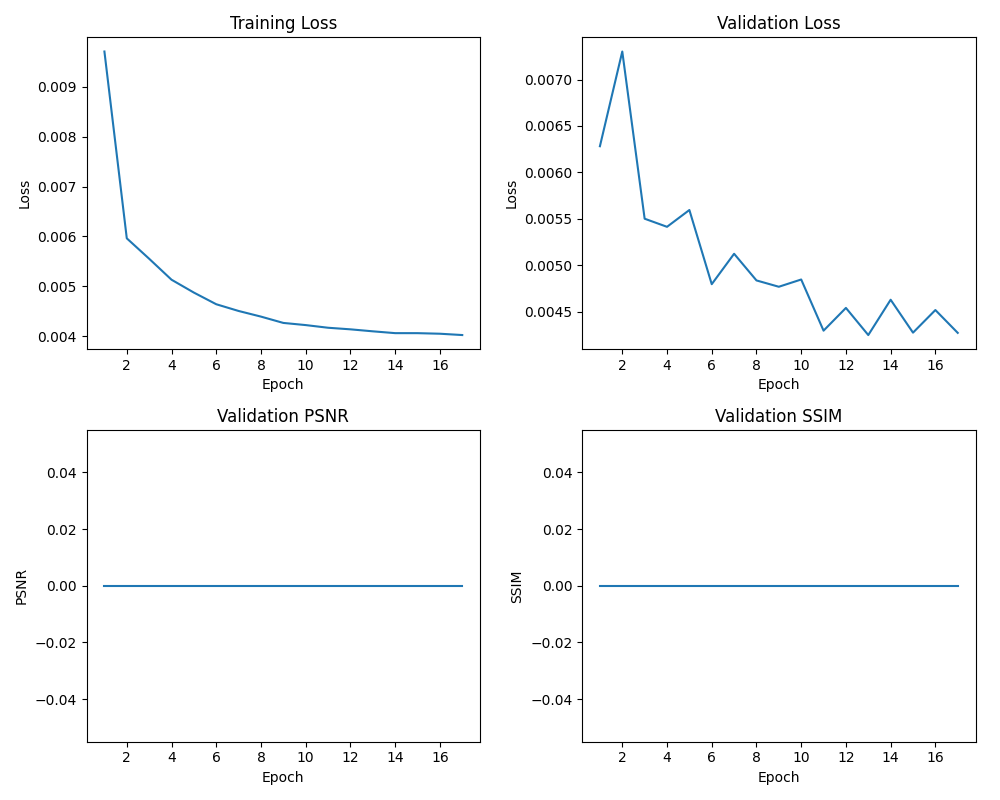 Training Loss
Loss
0.009
0.008
0.007
0.006
0.005
0.004
2 4 6 8 10 12 14 16
Epoch
Validation Loss
Loss
0.0070
0.0065
0.0060
0.0055
0.0050
0.0045
2 4 6 8 10 12 14 16
Epoch
Validation PSNR
PSNR
0.04
0.02
0.00
−0.02
−0.04
2 4 6 8 10 12 14 16
Epoch
Validation SSIM
SSIM
0.04
0.02
0.00
−0.02
−0.04
2 4 6 8 10 12 14 16
Epoch